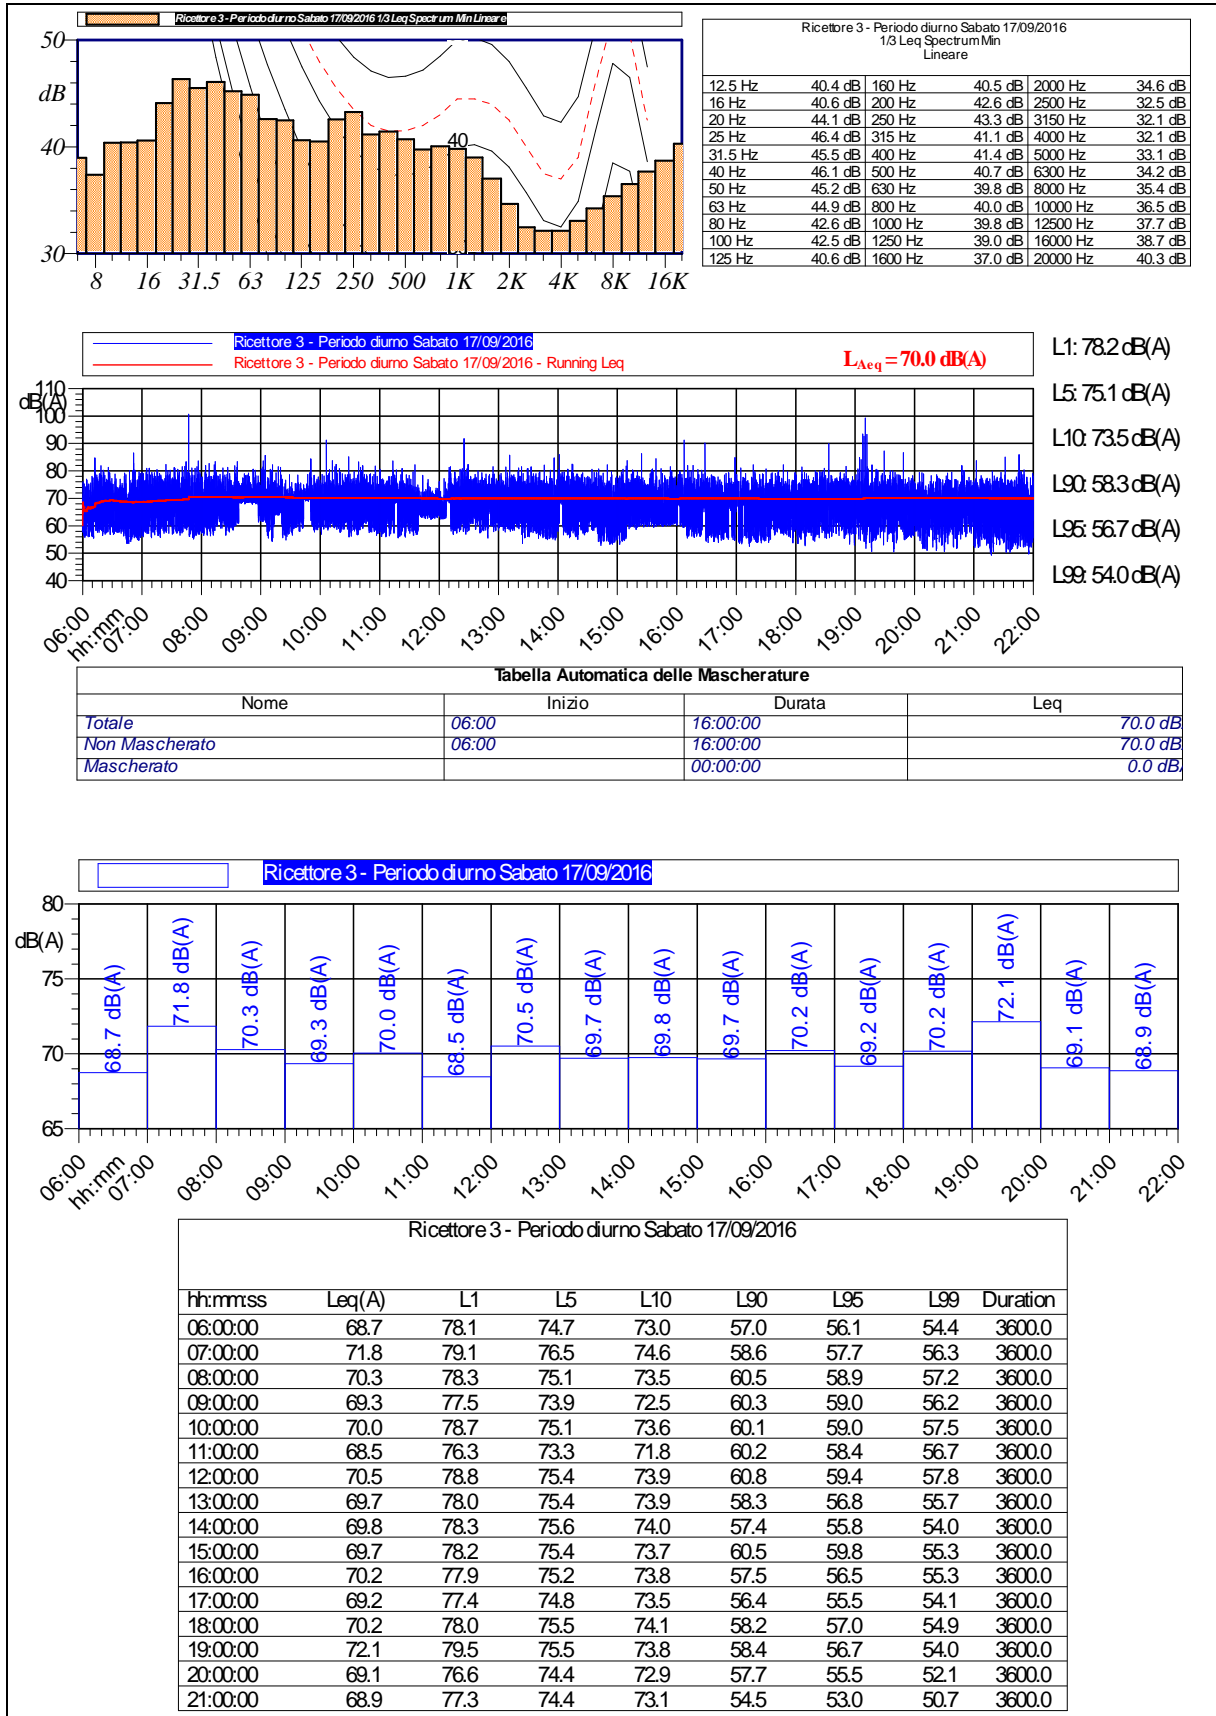 Ricettore 3 - Periodo diurno Sabato 17/09/2016 1/3 Leq Spectrum Min Lineare
50
dB
40
30
40
8 16 31.5 63 125 250 500 1K 2K 4K 8K 16K
Ricettore 3 - Periodo diurno Sabato 17/09/2016
1/3 Leq Spectrum Min
Lineare
12.5 Hz 40.4 dB 160 Hz 40.5 dB 2000 Hz 34.6 dB
16 Hz 40.6 dB 200 Hz 42.6 dB 2500 Hz 32.5 dB
20 Hz 44.1 dB 250 Hz 43.3 dB 3150 Hz 32.1 dB
25 Hz 46.4 dB 315 Hz 41.1 dB 4000 Hz 32.1 dB
31.5 Hz 45.5 dB 400 Hz 41.4 dB 5000 Hz 33.1 dB
40 Hz 46.1 dB 500 Hz 40.7 dB 6300 Hz 34.2 dB
50 Hz 45.2 dB 630 Hz 39.8 dB 8000 Hz 35.4 dB
63 Hz 44.9 dB 800 Hz 40.0 dB 10000 Hz 36.5 dB
80 Hz 42.6 dB 1000 Hz 39.8 dB 12500 Hz 37.7 dB
100 Hz 42.5 dB 1250 Hz 39.0 dB 16000 Hz 38.7 dB
125 Hz 40.6 dB 1600 Hz 37.0 dB 20000 Hz 40.3 dB
Ricettore 3 - Periodo diurno Sabato 17/09/2016
Ricettore 3 - Periodo diurno Sabato 17/09/2016 - Running Leq
LAeq = 70.0 dB(A)
L1: 78.2 dB(A)
L5: 75.1 dB(A)
L10: 73.5 dB(A)
L90: 58.3 dB(A)
L95: 56.7 dB(A)
L99: 54.0 dB(A)
110
dB(A)
100
90
80
70
60
50
40
06:00 07:00 08:00 09:00 10:00 11:00 12:00 13:00 14:00 15:00 16:00 17:00 18:00 19:00 20:00 21:00 22:00
hh:mm
Tabella Automatica delle Mascherature
Nome Inizio Durata Leq
Totale 06:00 16:00:00 70.0 dB
Non Mascherato 06:00 16:00:00 70.0 dB
Mascherato 00:00:00 0.0 dB
Ricettore 3 - Periodo diurno Sabato 17/09/2016
80
dB(A)
75
70
65
68.7 dB(A) 71.8 dB(A) 70.3 dB(A) 69.3 dB(A) 70.0 dB(A) 68.5 dB(A) 70.5 dB(A) 69.7 dB(A) 69.8 dB(A) 69.7 dB(A) 70.2 dB(A) 69.2 dB(A) 70.2 dB(A) 72.1 dB(A) 69.1 dB(A) 68.9 dB(A)
06:00 07:00 08:00 09:00 10:00 11:00 12:00 13:00 14:00 15:00 16:00 17:00 18:00 19:00 20:00 21:00 22:00
hh:mm
Ricettore 3 - Periodo diurno Sabato 17/09/2016
hh:mm:ss Leq(A) L1 L5 L10 L90 L95 L99 Duration
06:00:00 68.7 78.1 74.7 73.0 57.0 56.1 54.4 3600.0
07:00:00 71.8 79.1 76.5 74.6 58.6 57.7 56.3 3600.0
08:00:00 70.3 78.3 75.1 73.5 60.5 58.9 57.2 3600.0
09:00:00 69.3 77.5 73.9 72.5 60.3 59.0 56.2 3600.0
10:00:00 70.0 78.7 75.1 73.6 60.1 59.0 57.5 3600.0
11:00:00 68.5 76.3 73.3 71.8 60.2 58.4 56.7 3600.0
12:00:00 70.5 78.8 75.4 73.9 60.8 59.4 57.8 3600.0
13:00:00 69.7 78.0 75.4 73.9 58.3 56.8 55.7 3600.0
14:00:00 69.8 78.3 75.6 74.0 57.4 55.8 54.0 3600.0
15:00:00 69.7 78.2 75.4 73.7 60.5 59.8 55.3 3600.0
16:00:00 70.2 77.9 75.2 73.8 57.5 56.5 55.3 3600.0
17:00:00 69.2 77.4 74.8 73.5 56.4 55.5 54.1 3600.0
18:00:00 70.2 78.0 75.5 74.1 58.2 57.0 54.9 3600.0
19:00:00 72.1 79.5 75.5 73.8 58.4 56.7 54.0 3600.0
20:00:00 69.1 76.6 74.4 72.9 57.7 55.5 52.1 3600.0
21:00:00 68.9 77.3 74.4 73.1 54.5 53.0 50.7 3600.0